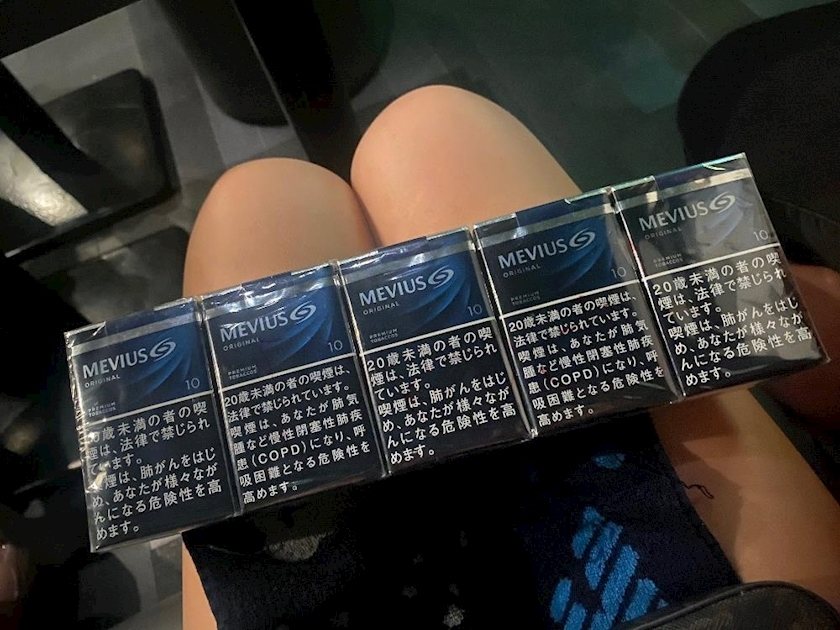 MEVIUS
ORIGINAL
10
PREMIUM
TOBACCOS
20歳未満の者の喫
煙は、法律で禁じられ
ています。
喫煙は、肺がんをはじ
め、あなたが様々なが
んになる危険性を高
めます。
MEVIUS
ORIGINAL
10
PREMIUM
TOBACCOS
20歳未満の者の喫煙は、
法律で禁じられています。
喫煙は、あなたが肺気
腫など慢性閉塞性肺疾
患(COPD)になり、呼
吸困難となる危険性を
高めます。
MEVIUS
ORIGINAL
10
PREMIUM
TOBACCOS
20歳未満の者の喫
煙は、法律で禁じられ
ています。
喫煙は、肺がんをはじ
め、あなたが様々なが
んになる危険性を高
めます。
MEVIUS
ORIGINAL
10
PREMIUM
TOBACCOS
20歳未満の者の喫煙は、
法律で禁じられています。
喫煙は、あなたが肺気
腫など慢性閉塞性肺疾
患(COPD)になり、呼
吸困難となる危険性を
高めます。
MEVIUS
ORIGINAL
10
PREMIUM
TOBACCOS
20歳未満の者の喫
煙は、法律で禁じられ
ています。
喫煙は、肺がんをはじ
め、あなたが様々なが
んになる危険性を高
めます。